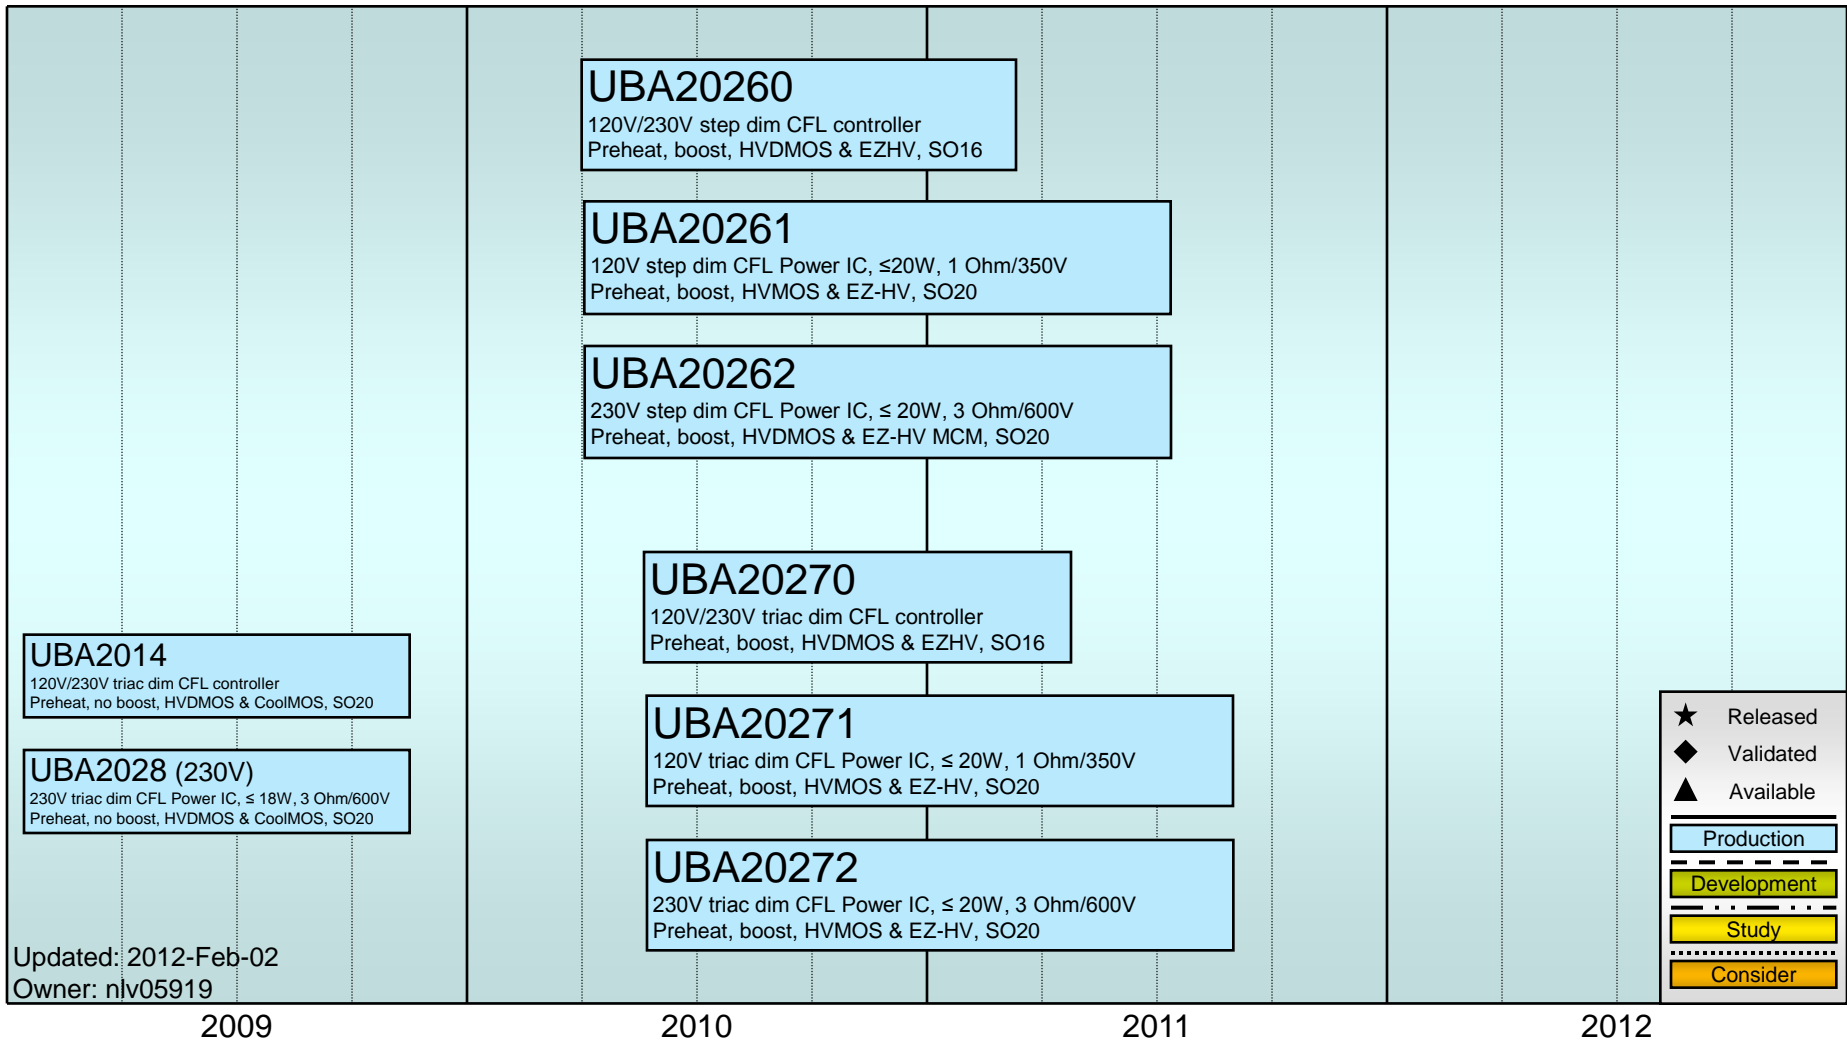 UBA20260
120V/230V step dim CFL controller
Preheat, boost, HVDMOS & EZHV, SO16
UBA20261
120V step dim CFL Power IC, ≤20W, 1 Ohm/350V
Preheat, boost, HVMOS & EZ-HV, SO20
UBA20262
230V step dim CFL Power IC, ≤ 20W, 3 Ohm/600V
Preheat, boost, HVDMOS & EZ-HV MCM, SO20
UBA20270
120V/230V triac dim CFL controller
Preheat, boost, HVDMOS & EZHV, SO16
UBA2014
120V/230V triac dim CFL controller
Preheat, no boost, HVDMOS & CoolMOS, SO20
UBA20271
120V triac dim CFL Power IC, ≤ 20W, 1 Ohm/350V
Preheat, boost, HVMOS & EZ-HV, SO20
UBA2028 (230V)
230V triac dim CFL Power IC, ≤ 18W, 3 Ohm/600V
Preheat, no boost, HVDMOS & CoolMOS, SO20
UBA20272
230V triac dim CFL Power IC, ≤ 20W, 3 Ohm/600V
Preheat, boost, HVMOS & EZ-HV, SO20
Released
Validated
Available
Production
Development
Study
Consider
Updated: 2012-Feb-02
Owner: nlv05919
2009
2010
2011
2012